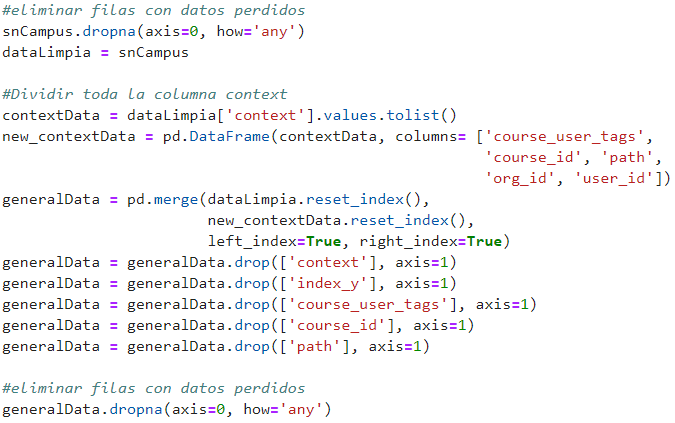 #eliminar filas con datos perdidos
snCampus.dropna(axis=0, how='any')
dataLimpia = snCampus
#Dividir toda la columna context
contextData = dataLimpia['context'].values.tolist()
new_contextData = pd.DataFrame(contextData, columns= ['course_user_tags',
'course_id', 'path',
'org_id', 'user_id'])
generalData = pd.merge(dataLimpia.reset_index(),
new_contextData.reset_index(),
left_index=True, right_index=True)
generalData = generalData.drop(['context'], axis=1)
generalData = generalData.drop(['index_y'], axis=1)
generalData = generalData.drop(['course_user_tags'], axis=1)
generalData = generalData.drop(['course_id'], axis=1)
generalData = generalData.drop(['path'], axis=1)
#eliminar filas con datos perdidos
generalData.dropna(axis=0, how='any')